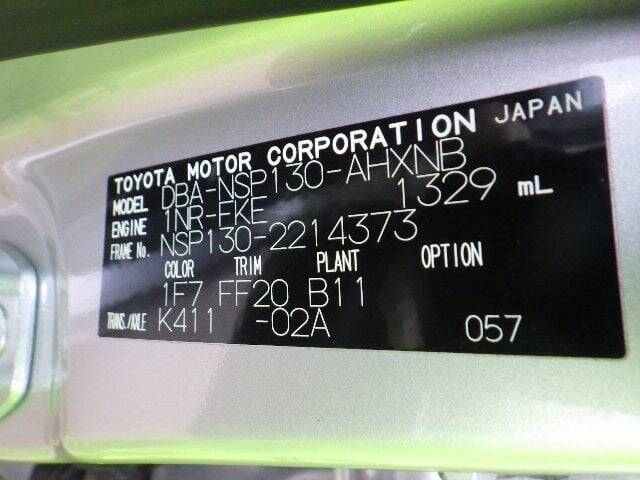 TOYOTA MOTOR CORPORATION JAPAN
MODEL DBA-NSP130-AHXNB
ENGINE 1NR-FKE 1329 mL
FRAME No. NSP130-2214373
COLOR TRIM PLANT OPTION
1F7 FF20 B11
TRANS./AXLE K411 -02A 057